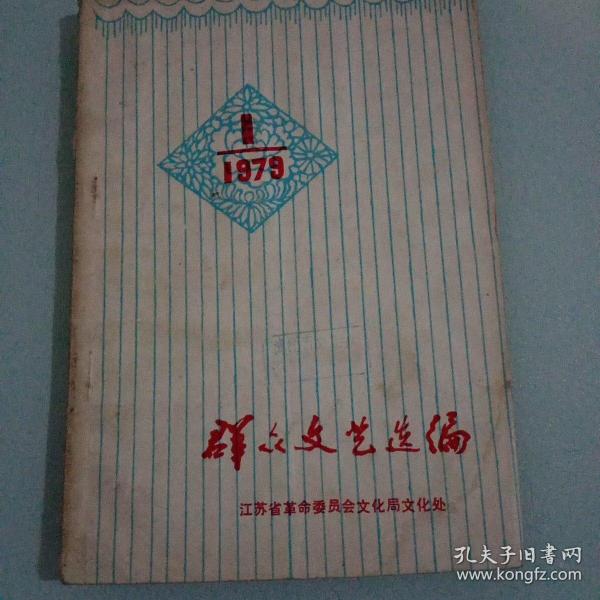 1
1979
群众文艺选编
江苏省革命委员会文化局文化处
孔夫子旧书网
www.kongfz.com